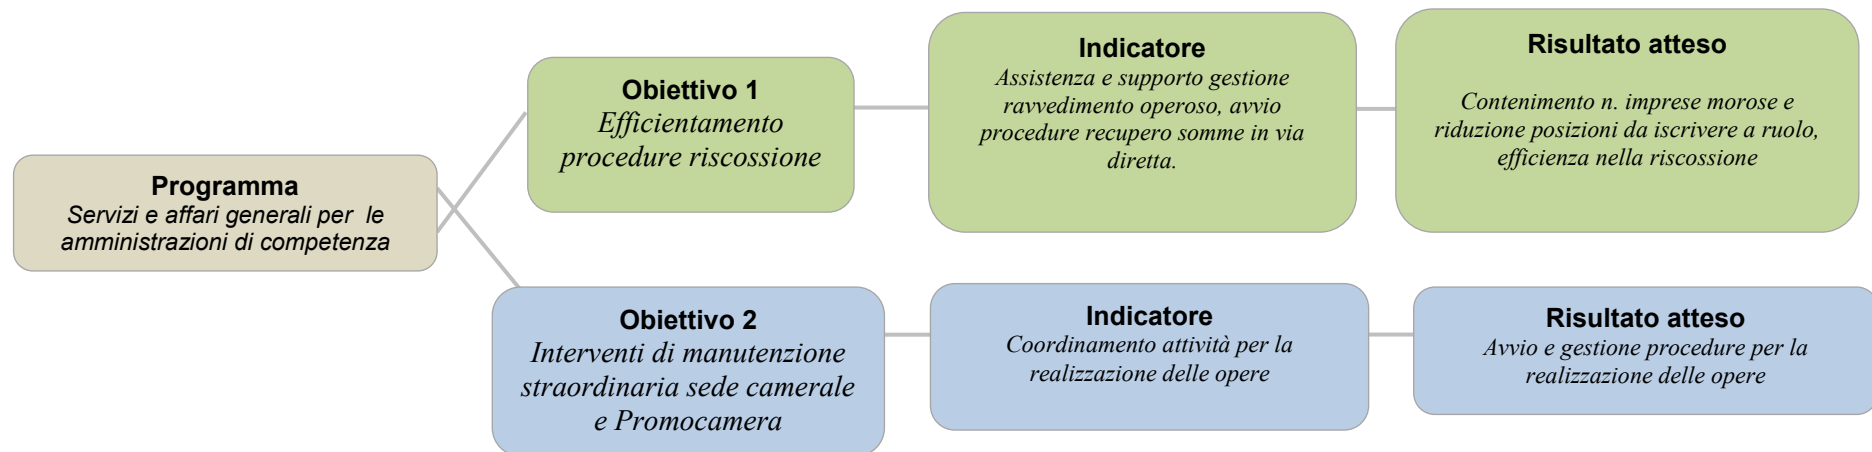 Programma
Servizi e affari generali per  le
amministrazioni di competenza
Obiettivo 1
Efficientamento
procedure riscossione
Indicatore
Assistenza e supporto gestione
ravvedimento operoso, avvio
procedure recupero somme in via
diretta.
Risultato atteso
Contenimento n. imprese morose e
riduzione posizioni da iscrivere a ruolo,
efficienza nella riscossione
Obiettivo 2
Interventi di manutenzione
straordinaria sede camerale
e Promocamera
Indicatore
Coordinamento attività per la
realizzazione delle opere
Risultato atteso
Avvio e gestione procedure per la
realizzazione delle opere